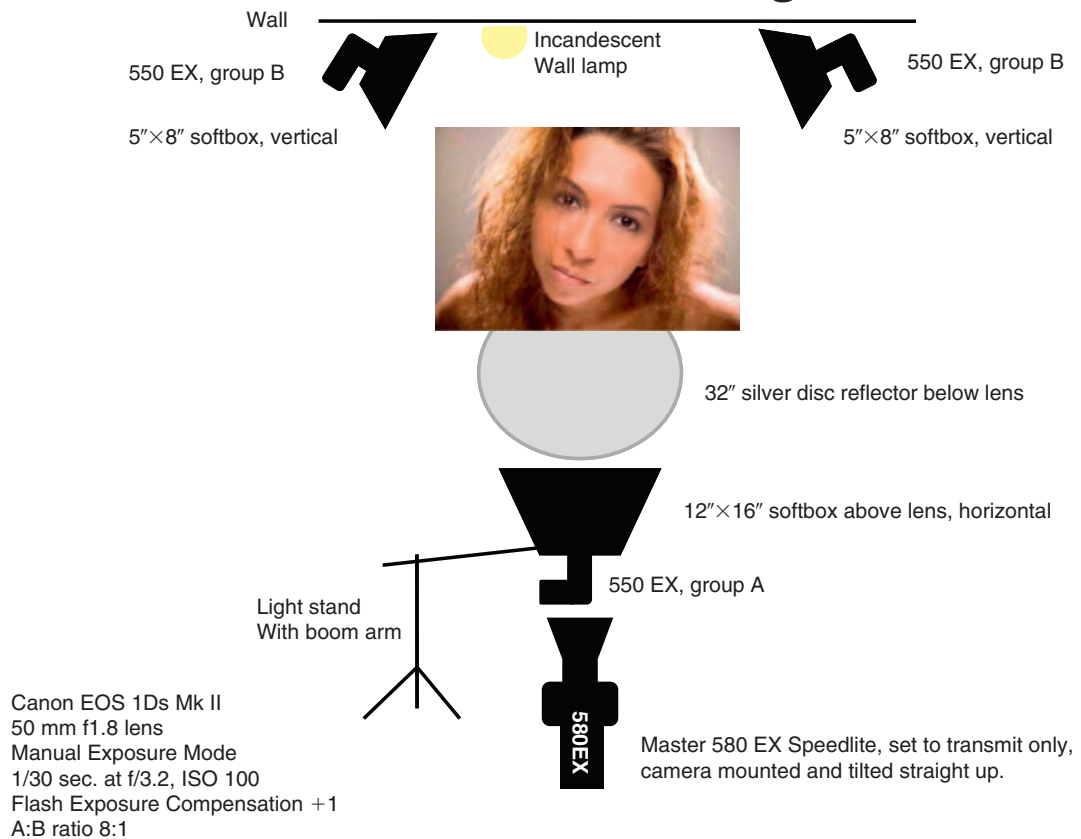 Wall
Incandescent
Wall lamp
550 EX, group B
550 EX, group B
5″×8″ softbox, vertical
5″×8″ softbox, vertical
32″ silver disc reflector below lens
12″×16″ softbox above lens, horizontal
550 EX, group A
Light stand
With boom arm
580EX
Master 580 EX Speedlite, set to transmit only,
camera mounted and tilted straight up.
Canon EOS 1Ds Mk II
50 mm f1.8 lens
Manual Exposure Mode
1/30 sec. at f/3.2, ISO 100
Flash Exposure Compensation +1
A:B ratio 8:1